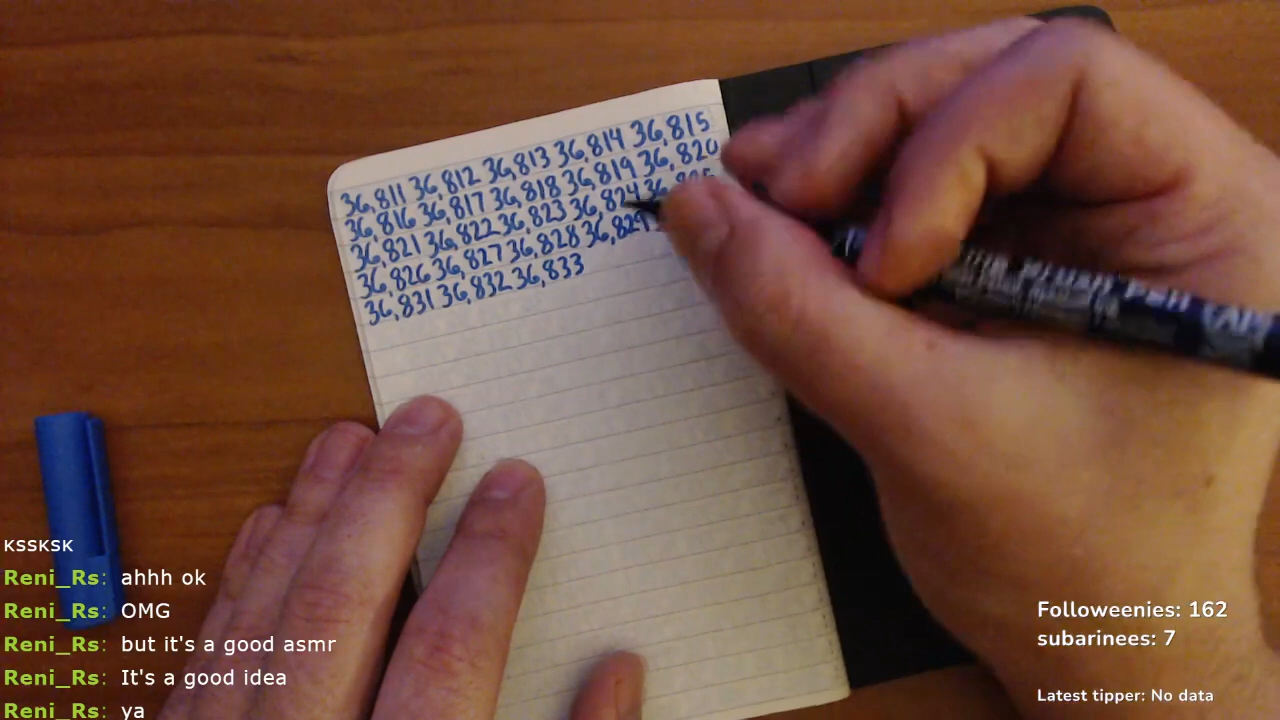 36,811 36,812 36,813 36,814 36,815
36,816 36,817 36,818 36,819 36,820
36,821 36,822 36,823 36,824
36,826 36,827 36,828 36,829
36,831 36,832 36,833
Brush Pen
KSSKSK
Reni_Rs: ahhh ok
Reni_Rs: OMG
Reni_Rs: but it's a good asmr
Reni_Rs: It's a good idea
Reni_Rs: ya
Followeenies: 162
subarinees: 7
Latest tipper: No data